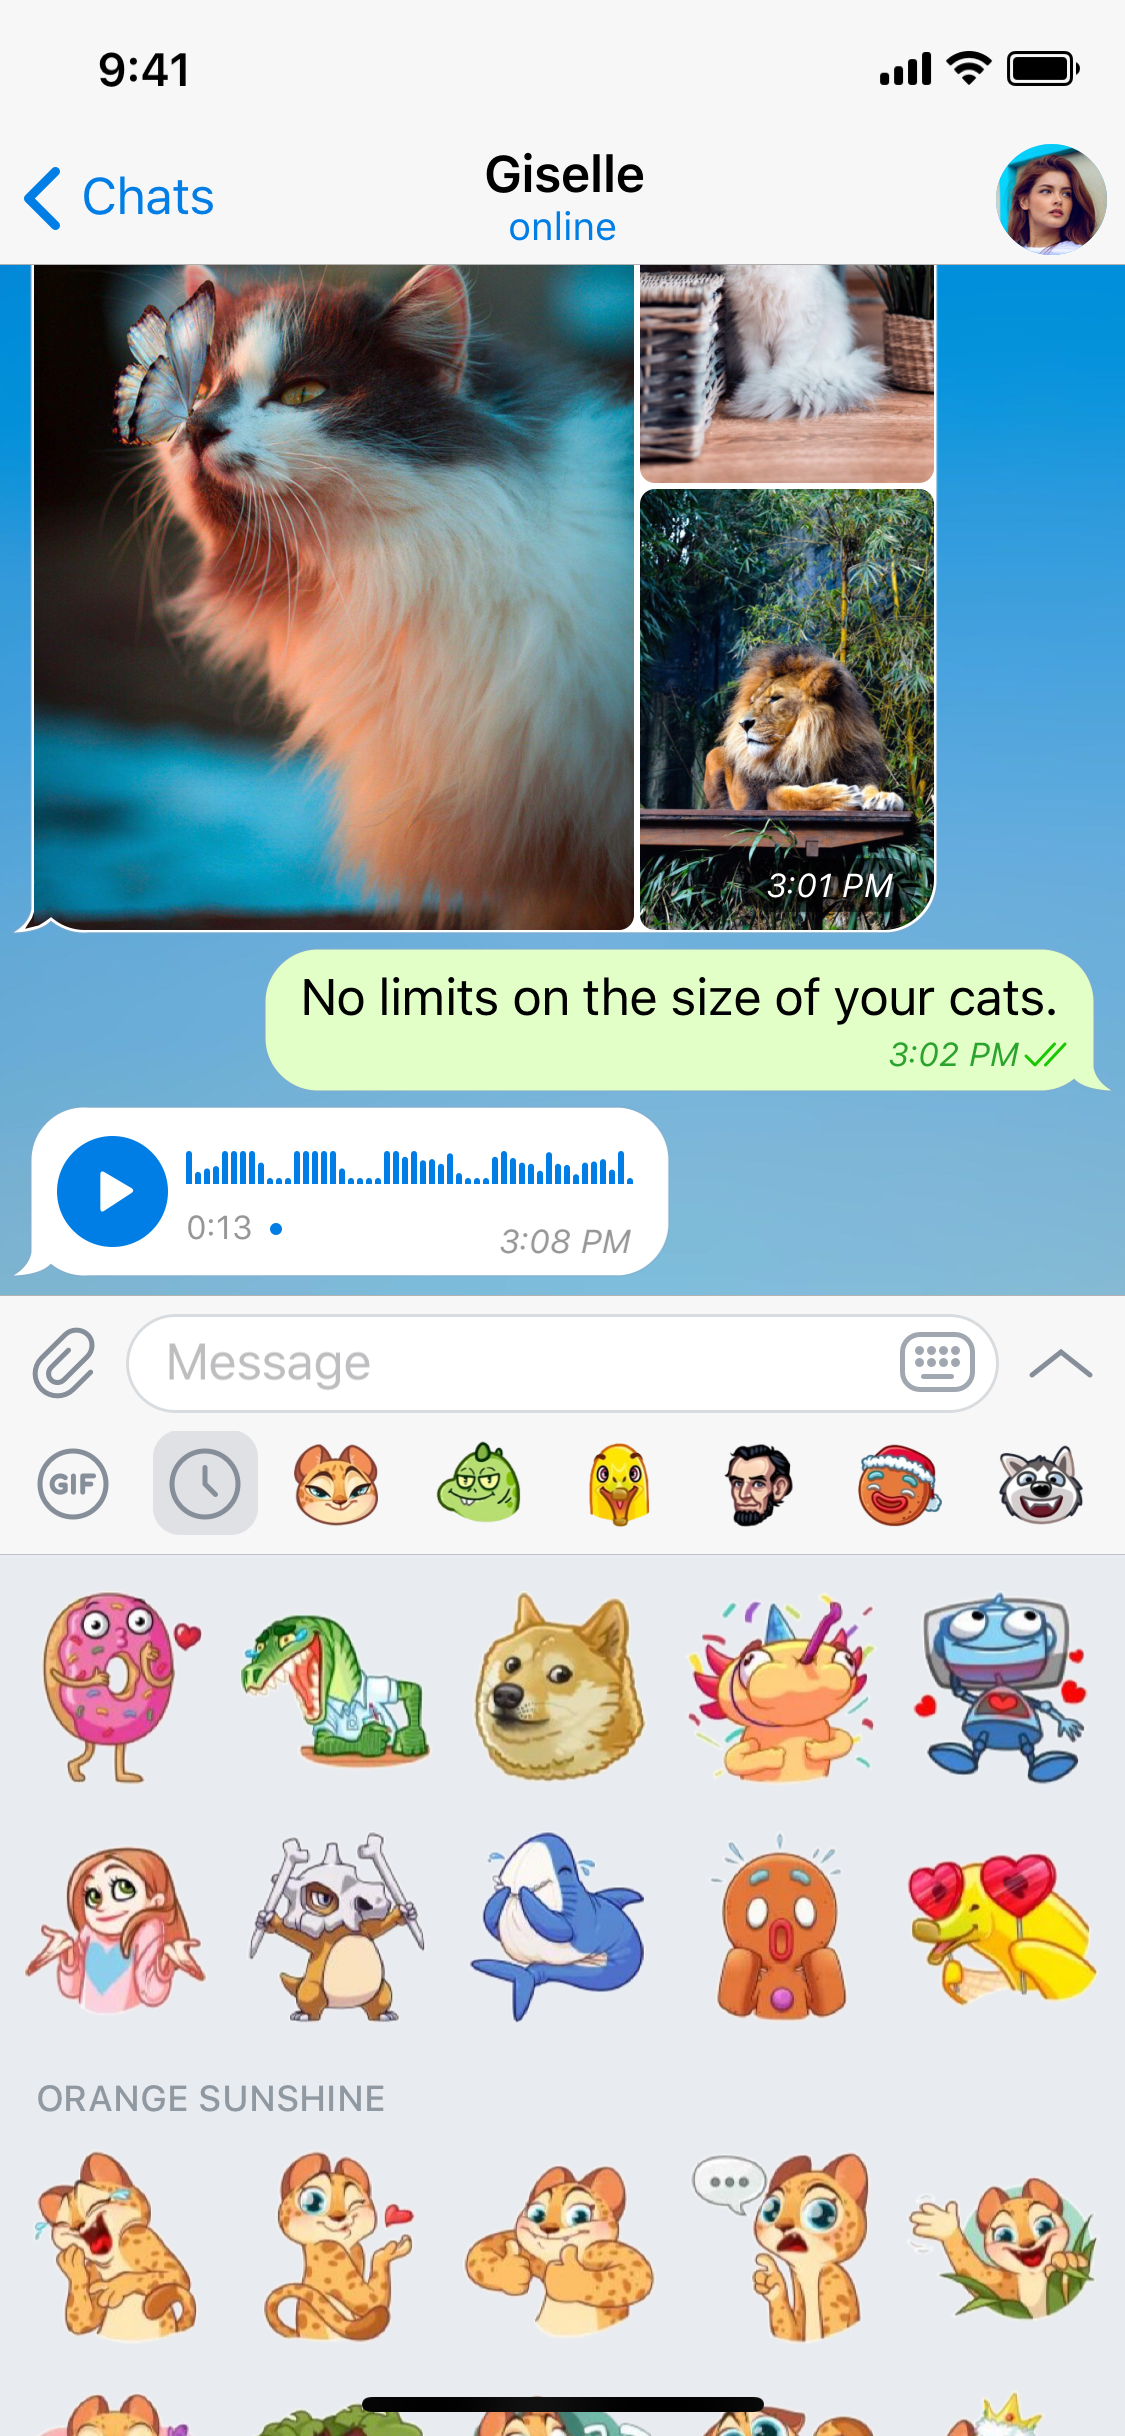 9:41
Chats
Giselle
online
3:01 PM
No limits on the size of your cats.
3:02 PM
0:13
3:08 PM
Message
GIF
ORANGE SUNSHINE